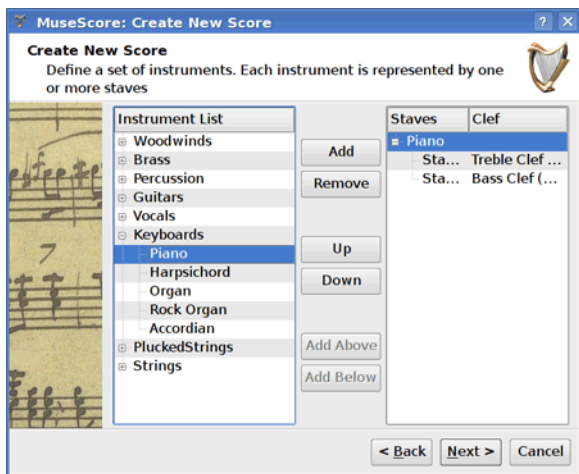 MuseScore: Create New Score
Create New Score
Define a set of instruments. Each instrument is represented by one
or more staves
Instrument List
Woodwinds
Brass
Percussion
Guitars
Vocals
Keyboards
Piano
Harpsichord
Organ
Rock Organ
Accordian
PluckedStrings
Strings
Add
Remove
Up
Down
Add Above
Add Below
Staves Clef
Piano
Sta... Treble Clef ...
Sta... Bass Clef (...
7
< Back Next > Cancel